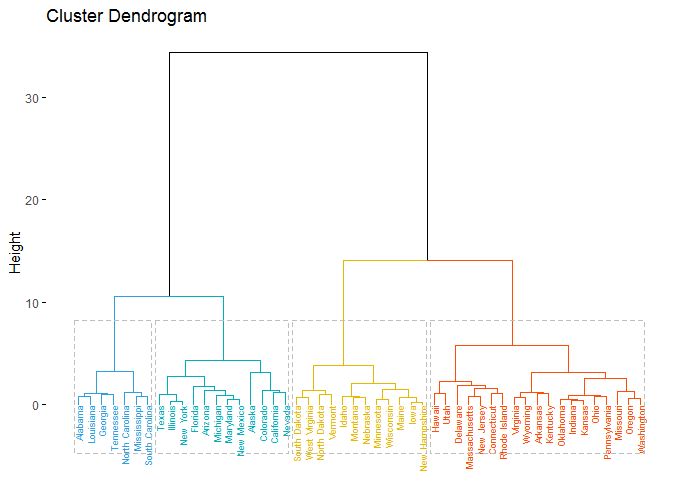 Cluster Dendrogram
Height
30
20
10
0
Alabama
Louisiana
Georgia
Tennessee
North Carolina
Mississippi
South Carolina
Texas
Illinois
New York
Florida
Arizona
Michigan
Maryland
New Mexico
Alaska
Colorado
California
Nevada
South Dakota
West Virginia
North Dakota
Vermont
Idaho
Montana
Nebraska
Minnesota
Wisconsin
Maine
Iowa
New Hampshire
Hawaii
Utah
Delaware
Massachusetts
New Jersey
Connecticut
Rhode Island
Virginia
Wyoming
Arkansas
Kentucky
Oklahoma
Indiana
Kansas
Ohio
Pennsylvania
Missouri
Oregon
Washington